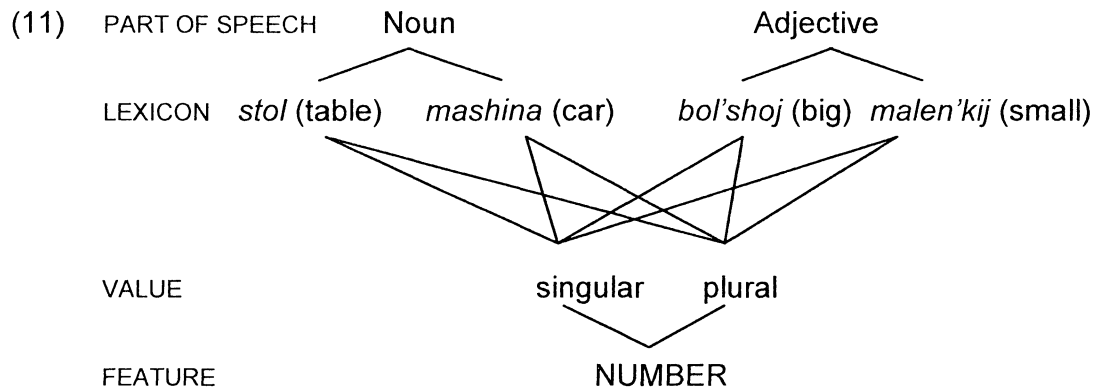 (11) PART OF SPEECH Noun Adjective
LEXICON stol (table) mashina (car) bol'shoj (big) malen'kij (small)
VALUE singular plural
FEATURE NUMBER